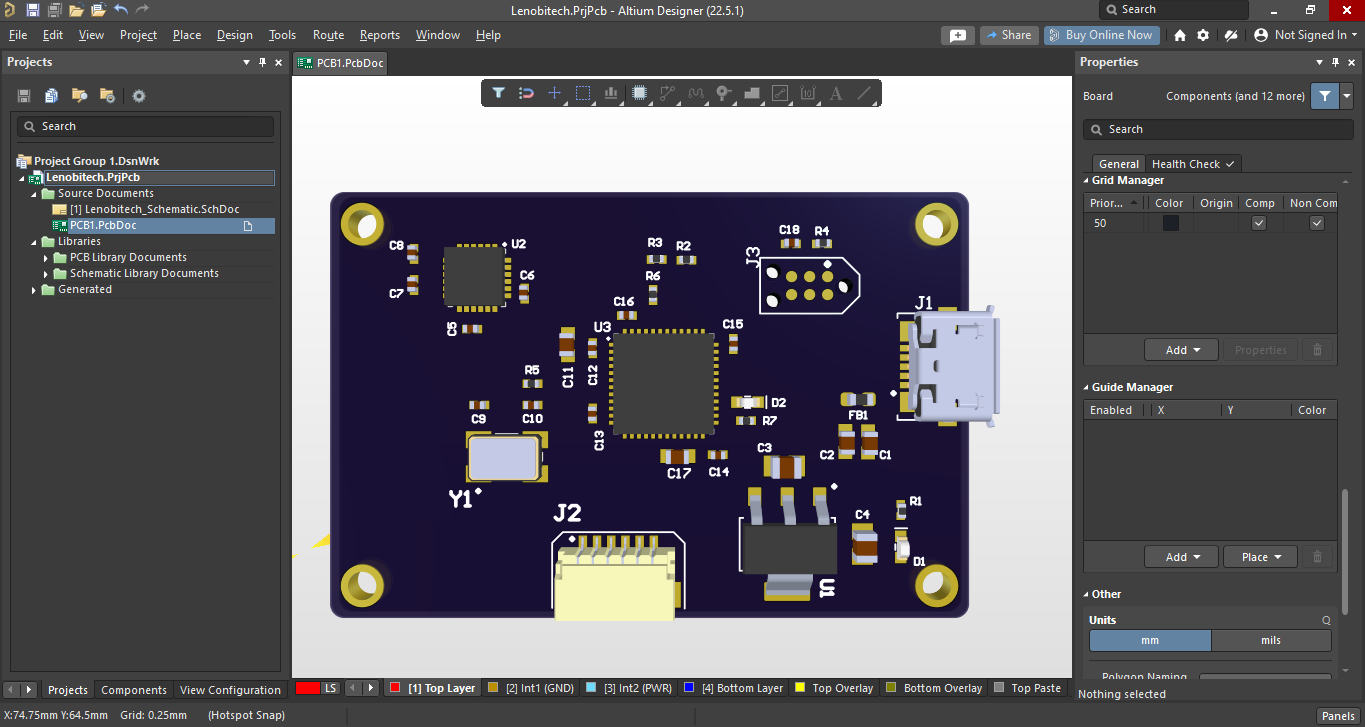 Lenobitech.PrjPcb - Altium Designer (22.5.1)
Search
File Edit View Project Place Design Tools Route Reports Window Help
Share Buy Online Now Not Signed In
Projects
PCB1.PcbDoc
Properties
Board Components (and 12 more)
Search
Search
General Health Check
Project Group 1.DsnWrk
Lenobitech.PrjPcb
Source Documents
[1] Lenobitech_Schematic.SchDoc
PCB1.PcbDoc
Libraries
PCB Library Documents
Schematic Library Documents
Generated
Grid Manager
Prior... Color Origin Comp Non Com
50
Add Properties
Guide Manager
Enabled X Y Color
Add Place
Other
Units
mm mils
Polygon Naming
Nothing selected
C8 U2 R3 R2 C18 R4
J3
C7 C6 R6
C16 J1
C5 U3 C15
C11 C12
R5
D2
C9 C10 R7 FB1
C13 C3 C2 C1
C17 C14
Y1
J2 C4 R1
D1
U1
Projects Components View Configuration
LS [1] Top Layer [2] Int1 (GND) [3] Int2 (PWR) [4] Bottom Layer Top Overlay Bottom Overlay Top Paste
X:74.75mm Y:64.5mm Grid: 0.25mm (Hotspot Snap)
Panels